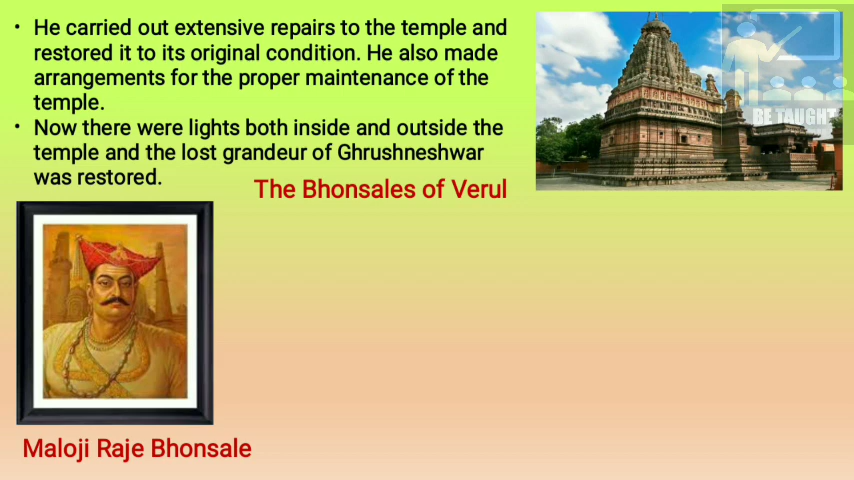 • He carried out extensive repairs to the temple and
restored it to its original condition. He also made
arrangements for the proper maintenance of the
temple.
• Now there were lights both inside and outside the
temple and the lost grandeur of Ghrushneshwar
was restored.
The Bhonsales of Verul
BE TAUGHT
Maloji Raje Bhonsale